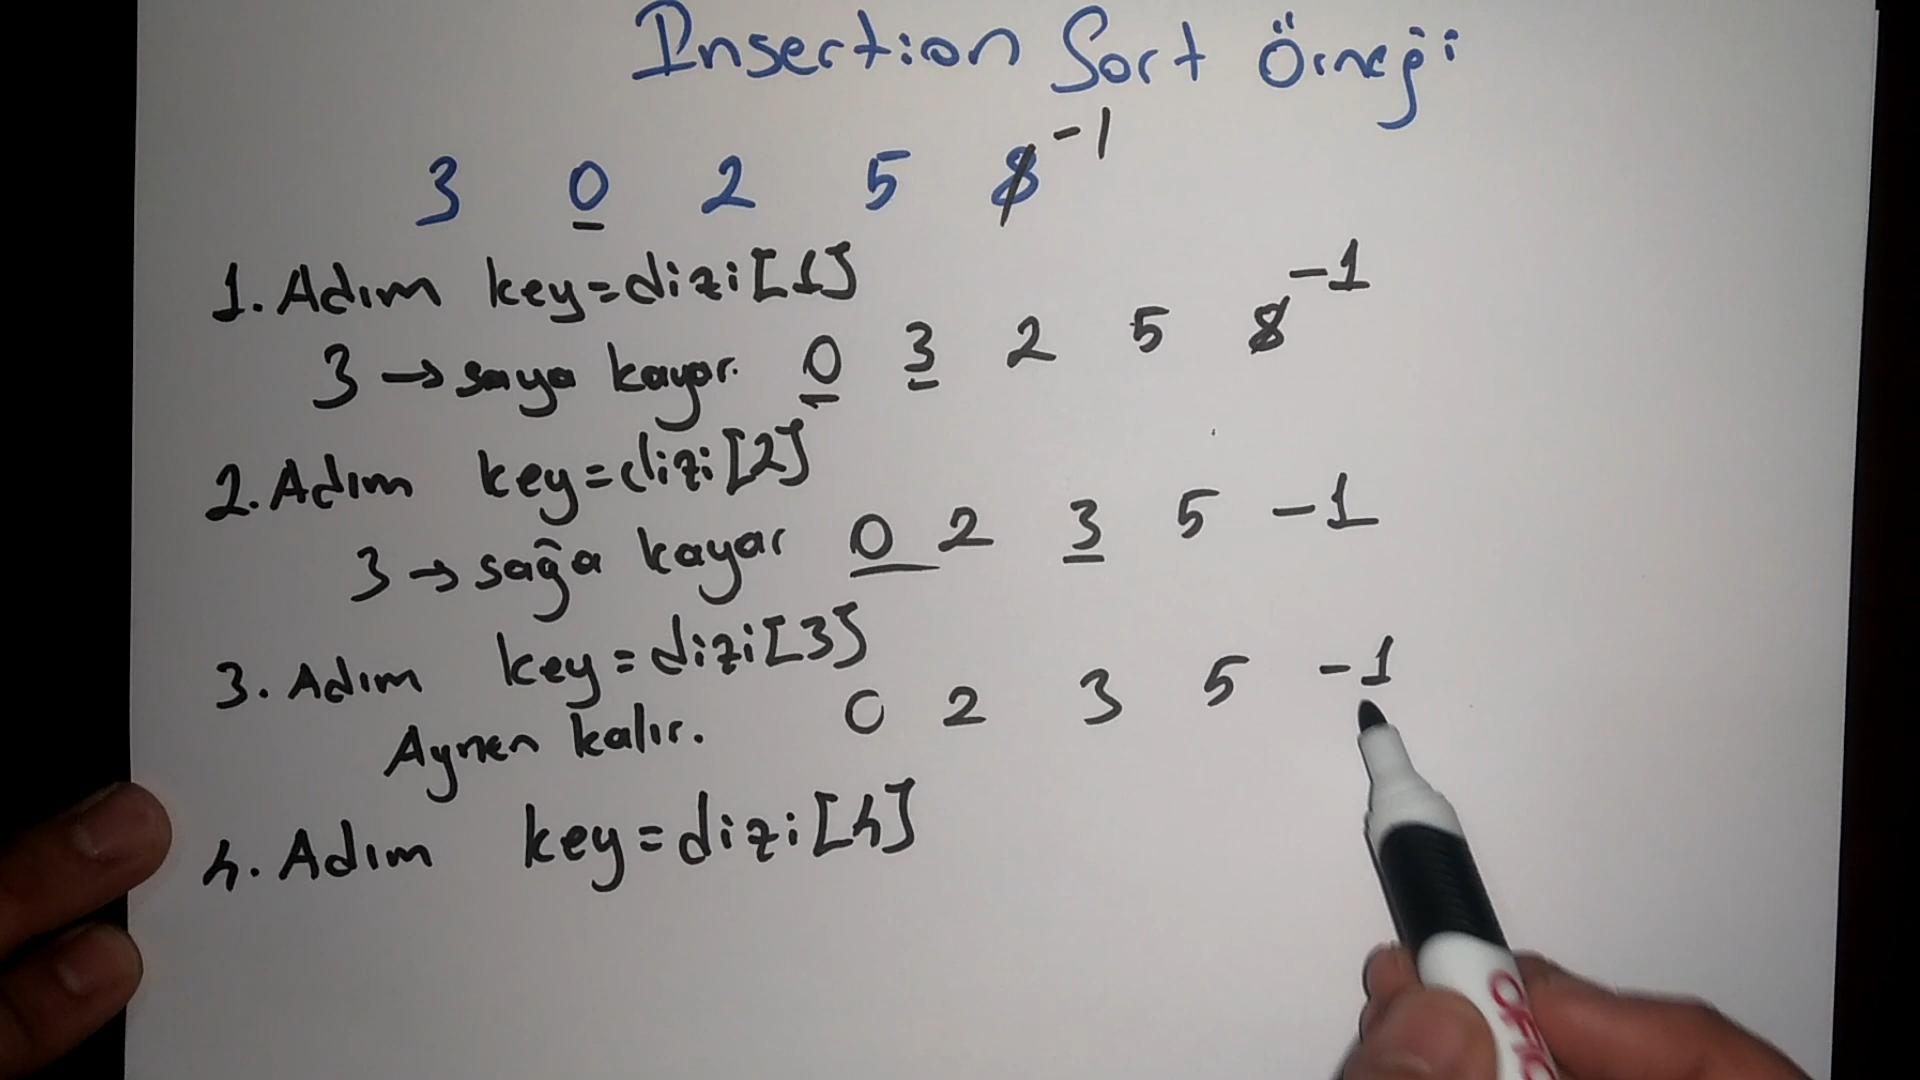 Insertion Sort Örneği
3 0 2 5 8 -1
1. Adım key=dizi[1]
3 → saya kayar. 0 3 2 5 8 -1
2. Adım key=dizi[2]
3 → sağa kayar 0 2 3 5 -1
3. Adım key=dizi[3]
Aynen kalır. 0 2 3 5 -1
4. Adım key=dizi[4]